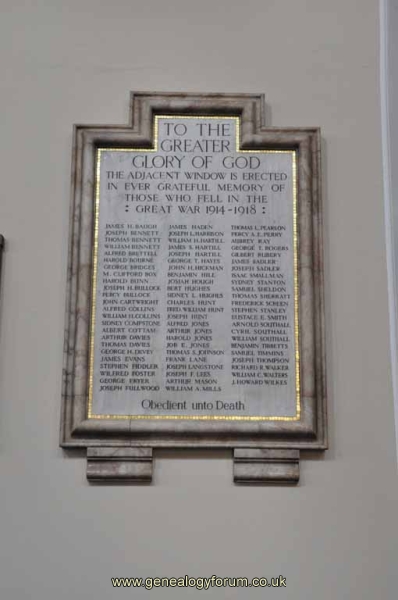 TO THE
GREATER
GLORY OF GOD
THE ADJACENT WINDOW IS ERECTED
IN EVER GRATEFUL MEMORY OF
THOSE WHO FELL IN THE
: GREAT WAR 1914-1918 :
JAMES H. BAUGH
JOSEPH BENNETT
THOMAS BENNETT
WILLIAM BENNETT
ALFRED BRETTELL
HAROLD BOURNE
GEORGE BRIDGES
M. CLIFFORD BOX
HAROLD BUNN
JOSEPH H. BULLOCK
PERCY BULLOCK
JOHN CARTWRIGHT
ALFRED COLLINS
WILLIAM H. COLLINS
SIDNEY CUMPSTONE
ALBERT COTTAM
ARTHUR DAVIES
THOMAS DAVIES
GEORGE H.
JAMES EVANS
STEPHEN FIDDLER
WILFRED FOSTER
GEORGE FRYER
JOSEPH FULLWOOD
JAMES HADEN
JOSEPH L. HARRISON
WILLIAM H. HARTILL
JAMES S. HARTILL
JOSEPH HARTILL
GEORGE T. HAYES
JOHN H. HICKMAN
BENJAMIN HILL
JOSIAH HOUGH
BERT HUGHES
SIDNEY L. HUGHES
CHARLES HUNT
FRED. WILLIAM HUNT
JOSEPH HUNT
ALFRED JONES
ARTHUR JONES
HAROLD JONES
JOB E. JONES
THOMAS S. JOHNSON
FRANK LANE
JOSEPH LANGSTONE
JOSEPH F. LEES
ARTHUR MASON
WILLIAM A. MILLS
THOMAS L. PEARSON
PERCY A. E. PERRY
AUBREY RAY
GEORGE T. ROGERS
GILBERT RUBERY
JAMES SADLER
JOSEPH SADLER
ISAAC SMALLMAN
SYDNEY STANTON
SAMUEL SHELDON
THOMAS SHERRATT
FREDERICK SCREEN
STEPHEN STANLEY
EUSTACE E. SMITH
ARNOLD SOUTHALL
CYRIL SOUTHALL
WILLIAM SOUTHALL
BENJAMIN TIBBETTS
SAMUEL TIMMINS
JOSEPH THOMPSON
RICHARD R. WALKER
WILLIAM C. WALTERS
J. HOWARD WILKES
Obedient unto Death
www.genealogyforum.co.uk